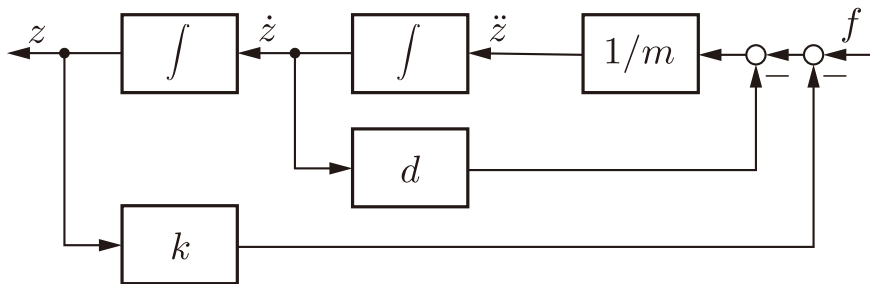 z ∫ ż ∫ z̈ 1/m f
− −
d
k